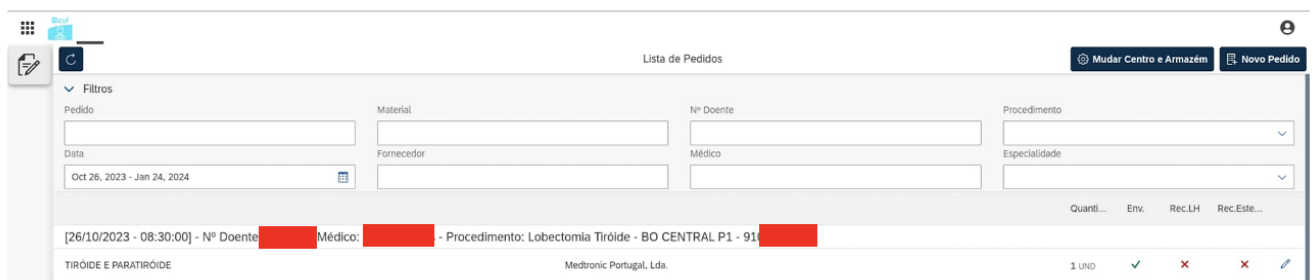 cuf
Lista de Pedidos
Mudar Centro e Armazém
Novo Pedido
Filtros
Pedido Material Nº Doente Procedimento
Data Fornecedor Médico Especialidade
Oct 26, 2023 - Jan 24, 2024
Quanti... Env. Rec.LH Rec.Este...
[26/10/2023 - 08:30:00] - Nº Doente Médico: - Procedimento: Lobectomia Tiróide - BO CENTRAL P1 - 91
TIRÓIDE E PARATIRÓIDE Medtronic Portugal, Lda. 1 UND